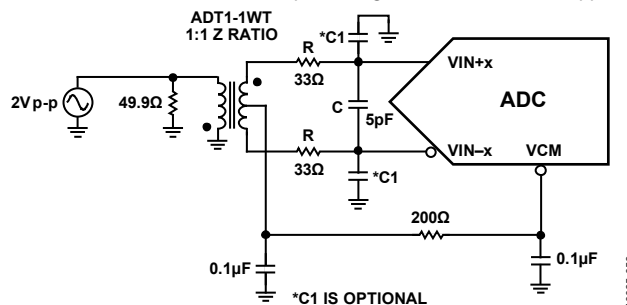 ADT1-1WT
1:1 Z RATIO
*C1
R
33Ω
VIN+x
2V p-p
49.9Ω
C
5pF
ADC
R
33Ω
VIN–x
VCM
*C1
200Ω
0.1µF
0.1µF
*C1 IS OPTIONAL